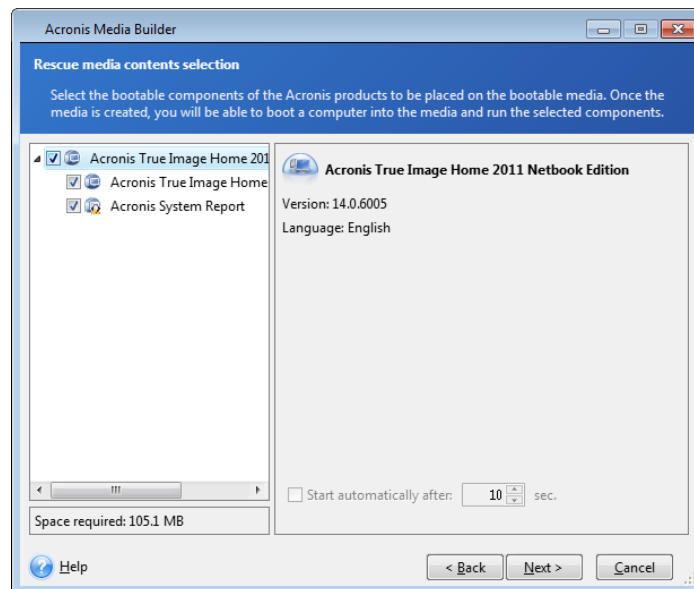 Acronis Media Builder
Rescue media contents selection
Select the bootable components of the Acronis products to be placed on the bootable media. Once the
media is created, you will be able to boot a computer into the media and run the selected components.
Acronis True Image Home 201
Acronis True Image Home
Acronis System Report
Space required: 105.1 MB
Acronis True Image Home 2011 Netbook Edition
Version: 14.0.6005
Language: English
Start automatically after: 10 sec.
Help
< Back
Next >
Cancel